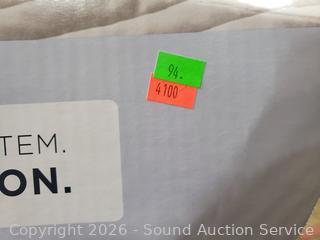 94.
4100
TEM.
ON.
Copyright 2026 - Sound Auction Service